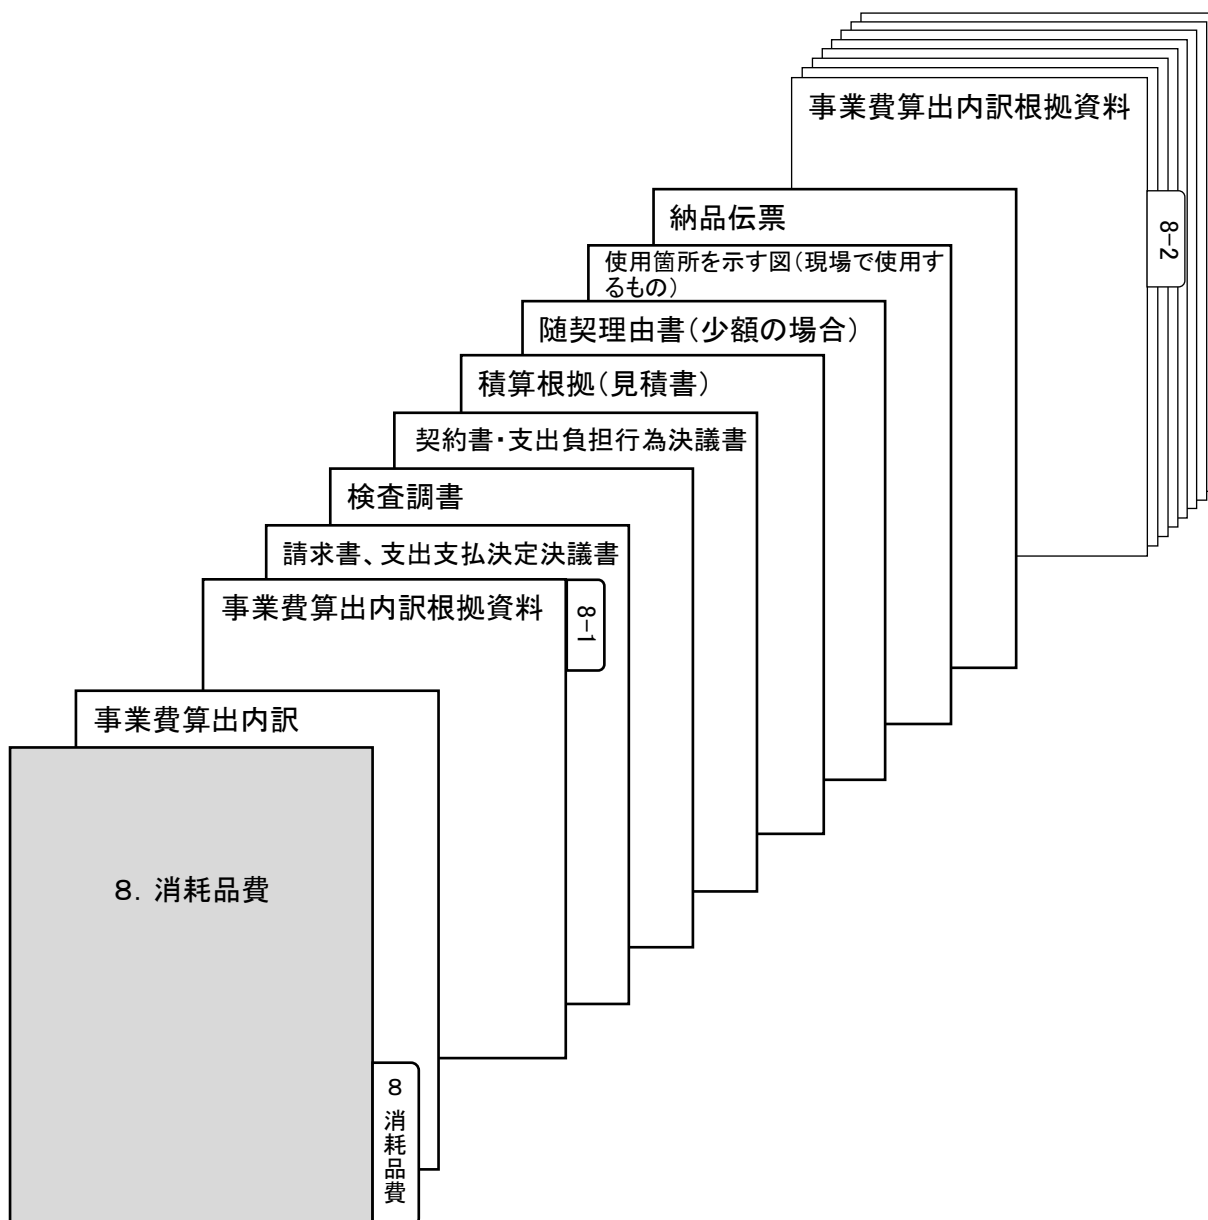 事業費算出内訳根拠資料
8-2
納品伝票
使用箇所を示す図(現場で使用す
るもの)
随契理由書(少額の場合)
積算根拠(見積書)
契約書・支出負担行為決議書
検査調書
請求書、支出支払決定決議書
事業費算出内訳根拠資料
8-1
事業費算出内訳
8. 消耗品費
8 消耗品費